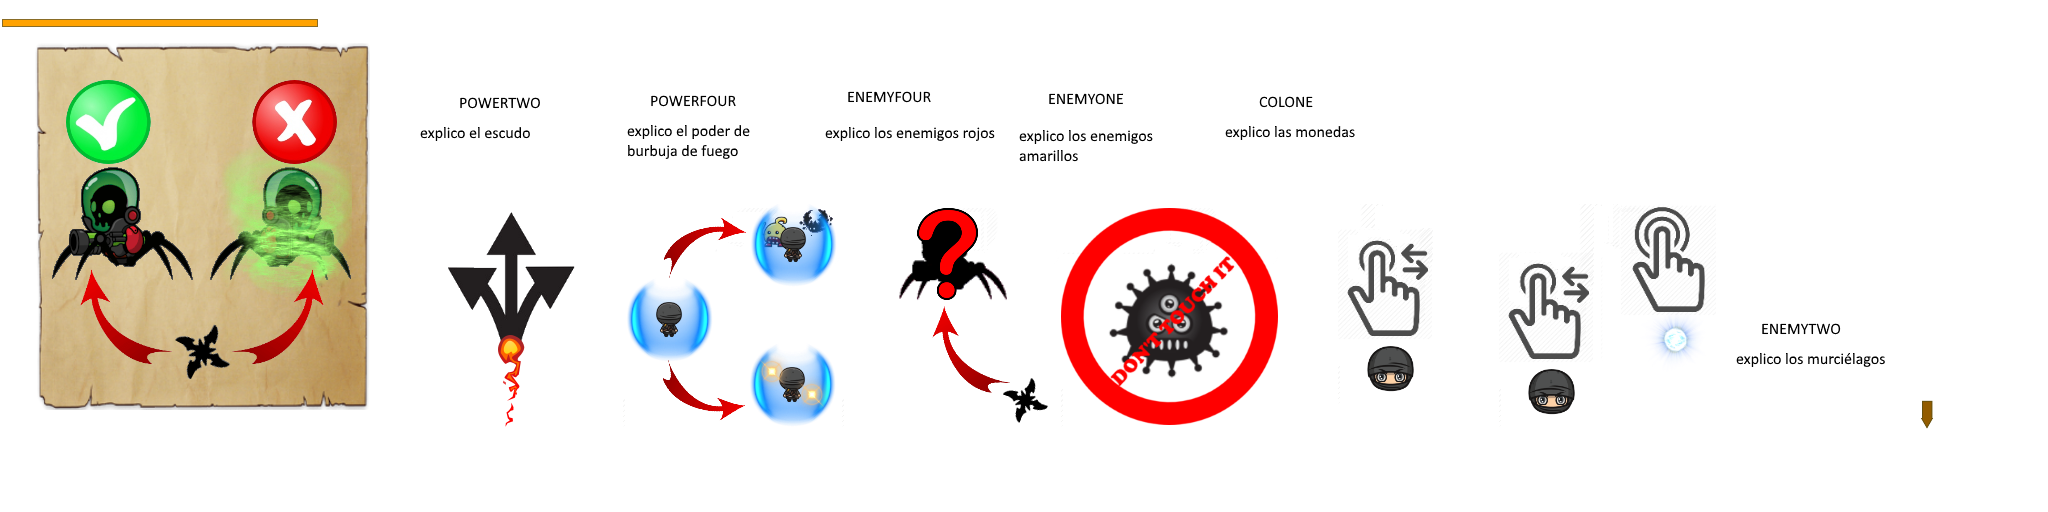 POWERTWO
explico el escudo
POWERFOUR
explico el poder de
burbuja de fuego
ENEMYFOUR
explico los enemigos rojos
ENEMYONE
explico los enemigos
amarillos
COLONE
explico las monedas
DON'T TOUCH IT
ENEMYTWO
explico los murciélagos